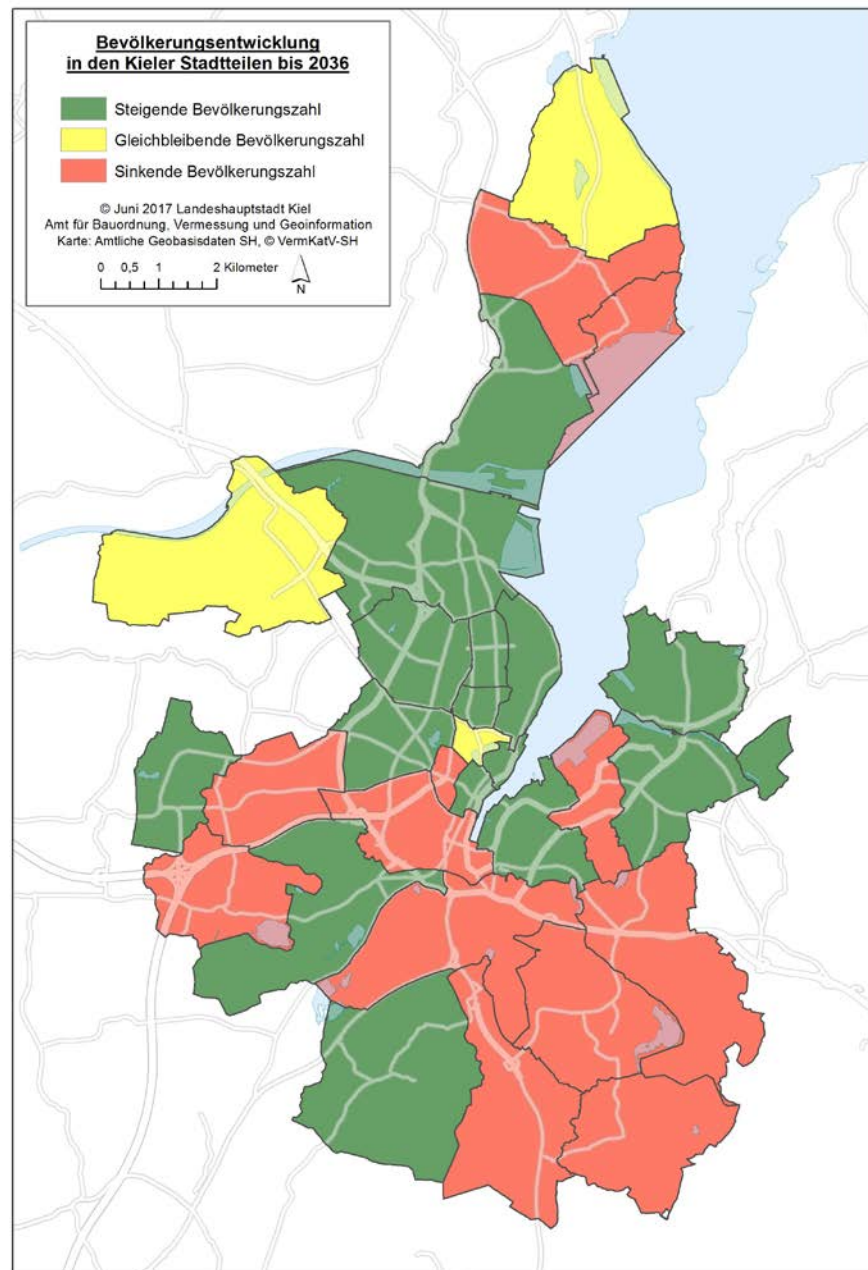 Bevölkerungsentwicklung
in den Kieler Stadtteilen bis 2036
Steigende Bevölkerungszahl
Gleichbleibende Bevölkerungszahl
Sinkende Bevölkerungszahl
© Juni 2017 Landeshauptstadt Kiel
Amt für Bauordnung, Vermessung und Geoinformation
Karte: Amtliche Geobasisdaten SH, © VermKatV-SH
0 0,5 1 2 Kilometer
N